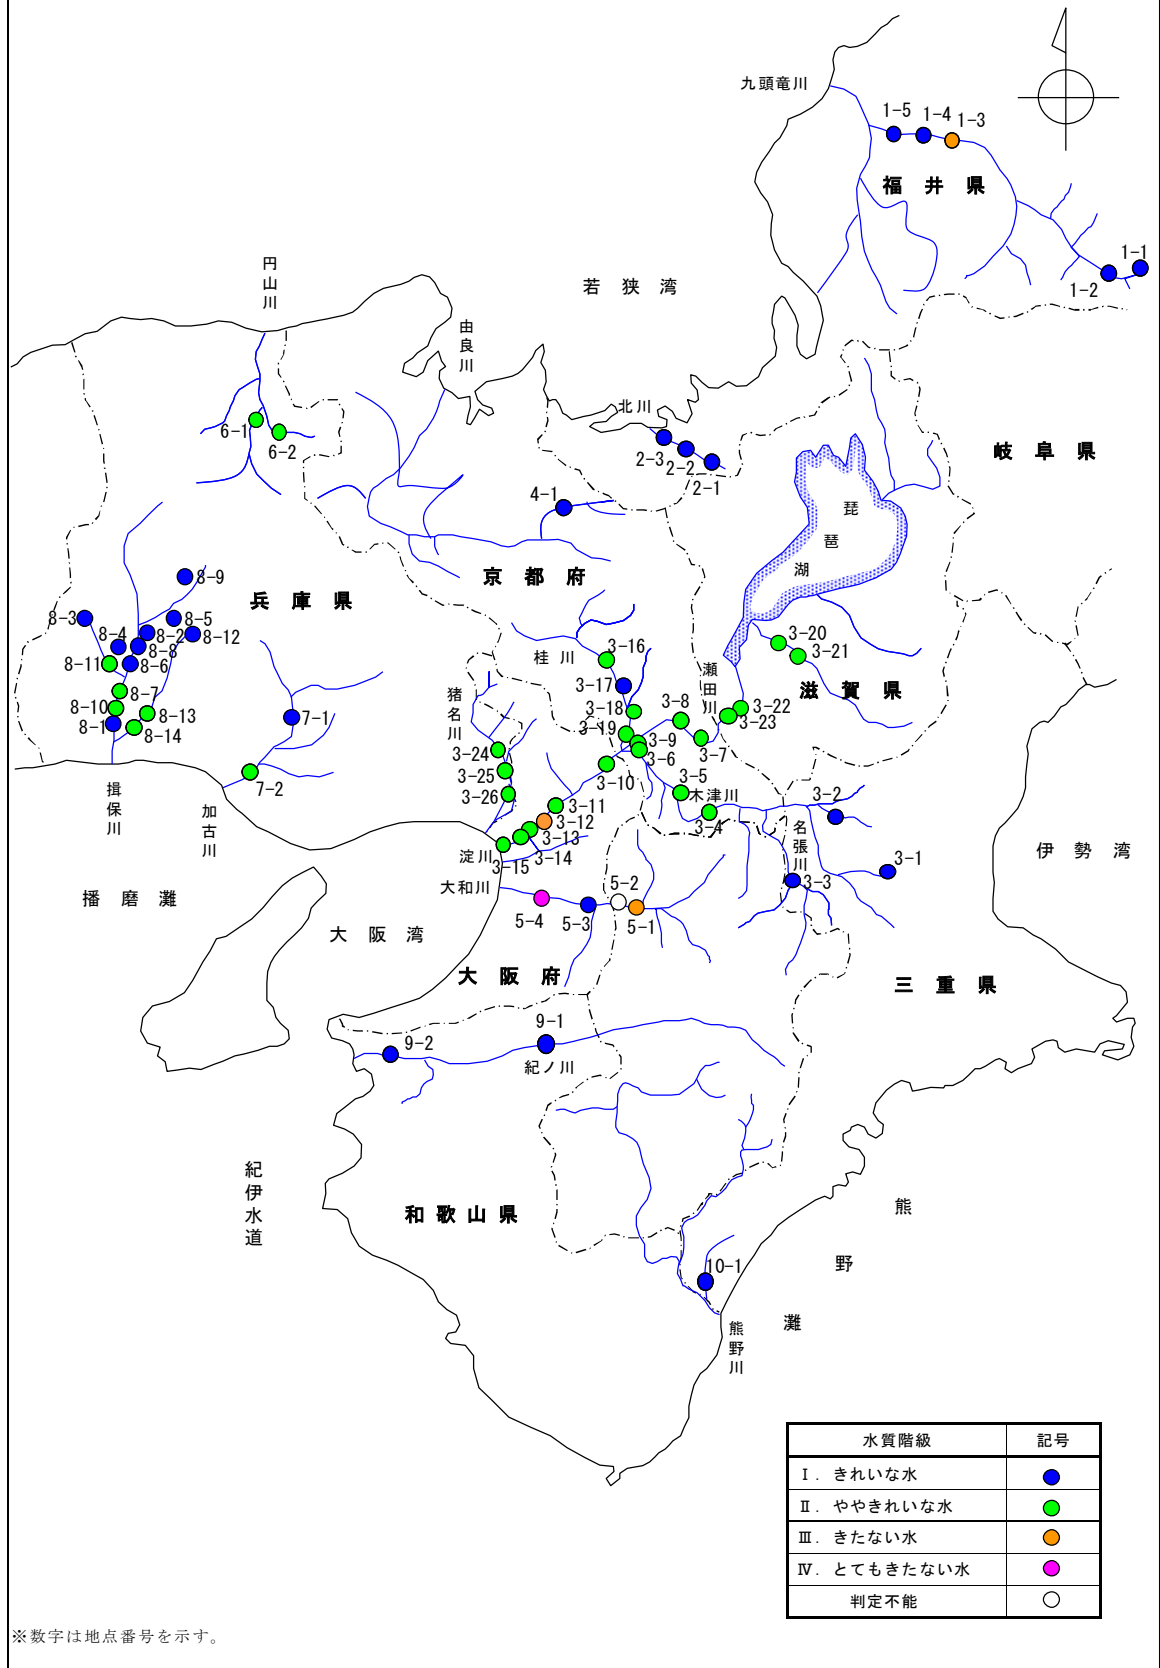 九頭竜川
1-5
1-4
1-3
福井県
1-1
1-2
円山川
若狭湾
由良川
北川
6-1
6-2
2-3
2-2
2-1
岐阜県
4-1
琵琶湖
京都府
8-9
兵庫県
8-3
8-5
8-4
8-2
8-12
8-8
8-11
8-6
桂川
3-16
3-20
3-21
瀬田川
滋賀県
3-17
猪名川
8-7
8-10
8-13
8-1
8-14
7-1
3-18
3-8
3-22
3-23
3-19
3-9
3-6
3-7
3-24
3-25
3-26
7-2
3-10
3-5
木津川
3-4
3-2
揖保川
加古川
3-11
3-12
3-13
3-14
3-15
淀川
名張川
伊勢湾
3-1
3-3
大和川
播磨灘
5-4
5-3
5-2
5-1
大阪湾
大阪府
三重県
9-1
9-2
紀ノ川
紀伊水道
和歌山県
熊野灘
10-1
熊野川
水質階級 記号
Ⅰ. きれいな水
Ⅱ. ややきれいな水
Ⅲ. きたない水
Ⅳ. とてもきたない水
判定不能
※数字は地点番号を示す。